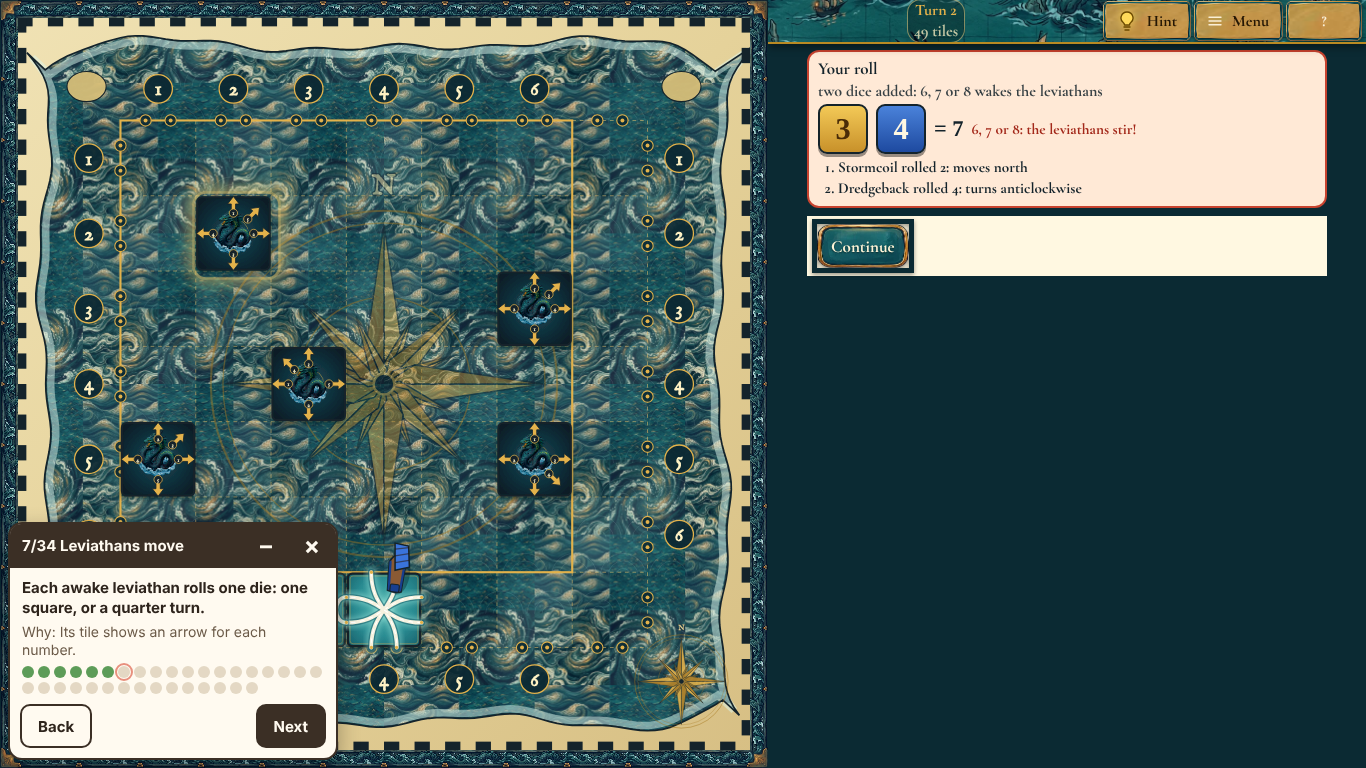 Turn 2
49 tiles
Hint
Menu
?
Your roll
two dice added: 6, 7 or 8 wakes the leviathans
3 4 = 7 6, 7 or 8: the leviathans stir!
1. Stormcoil rolled 2: moves north
2. Dredgeback rolled 4: turns anticlockwise
Continue
1 2 3 4 5 6
1 1
N
2 2
3 3
4 4
5 5
6
N
4 5 6
7/34 Leviathans move
Each awake leviathan rolls one die: one
square, or a quarter turn.
Why: Its tile shows an arrow for each
number.
Back
Next